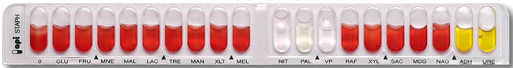 api STAPH
0 GLU FRU ▲ MNE MAL LAC ▲ TRE MAN XLT ▲ MEL NIT PAL ▲ VP RAF XYL ▲ SAC MDG NAG ▲ ADH URE